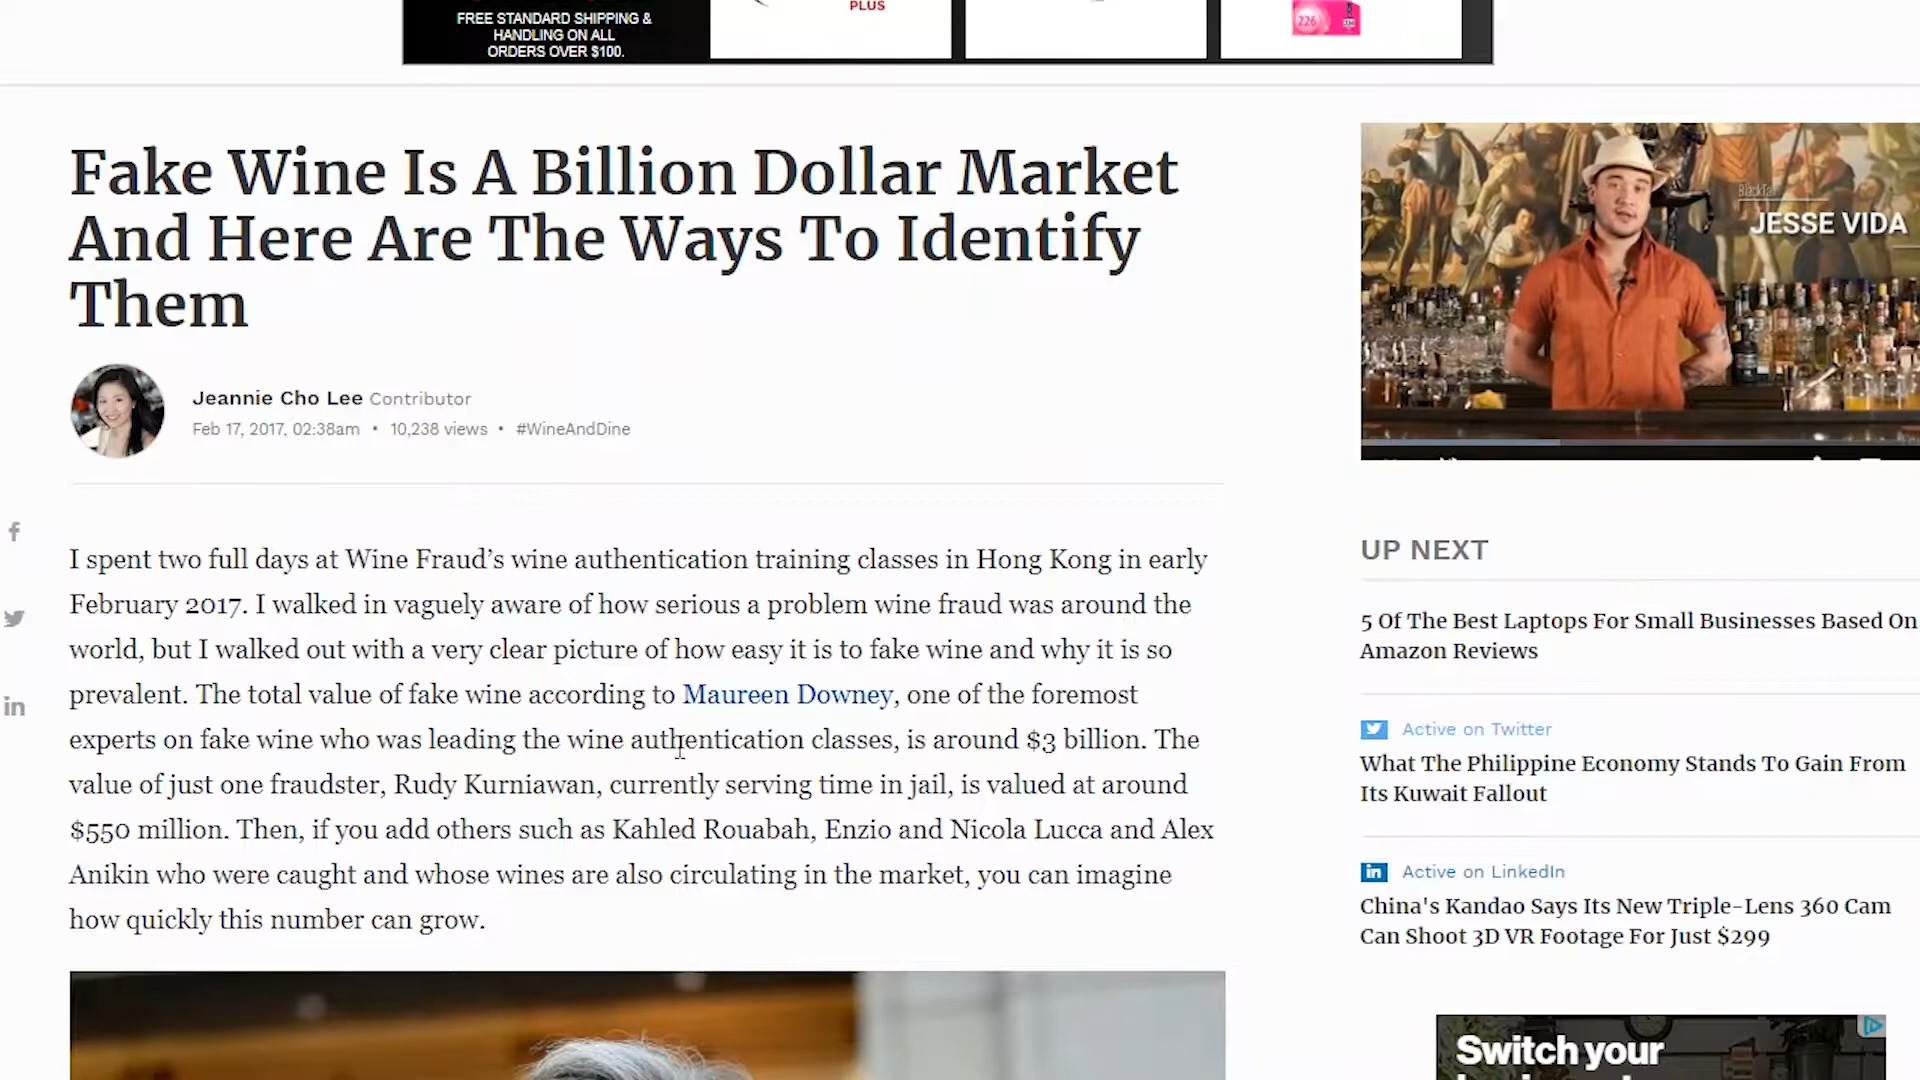 FREE STANDARD SHIPPING &
HANDLING ON ALL
ORDERS OVER $100.
PLUS
226
Fake Wine Is A Billion Dollar Market
And Here Are The Ways To Identify
Them
Jeannie Cho Lee Contributor
Feb 17, 2017, 02:38am • 10,238 views • #WineAndDine
I spent two full days at Wine Fraud’s wine authentication training classes in Hong Kong in early
February 2017. I walked in vaguely aware of how serious a problem wine fraud was around the
world, but I walked out with a very clear picture of how easy it is to fake wine and why it is so
prevalent. The total value of fake wine according to Maureen Downey, one of the foremost
experts on fake wine who was leading the wine authentication classes, is around $3 billion. The
value of just one fraudster, Rudy Kurniawan, currently serving time in jail, is valued at around
$550 million. Then, if you add others such as Kahled Rouabah, Enzio and Nicola Lucca and Alex
Anikin who were caught and whose wines are also circulating in the market, you can imagine
how quickly this number can grow.
JESSE VIDA
UP NEXT
5 Of The Best Laptops For Small Businesses Based On
Amazon Reviews
Active on Twitter
What The Philippine Economy Stands To Gain From
Its Kuwait Fallout
in Active on LinkedIn
China's Kandao Says Its New Triple-Lens 360 Cam
Can Shoot 3D VR Footage For Just $299
Switch your